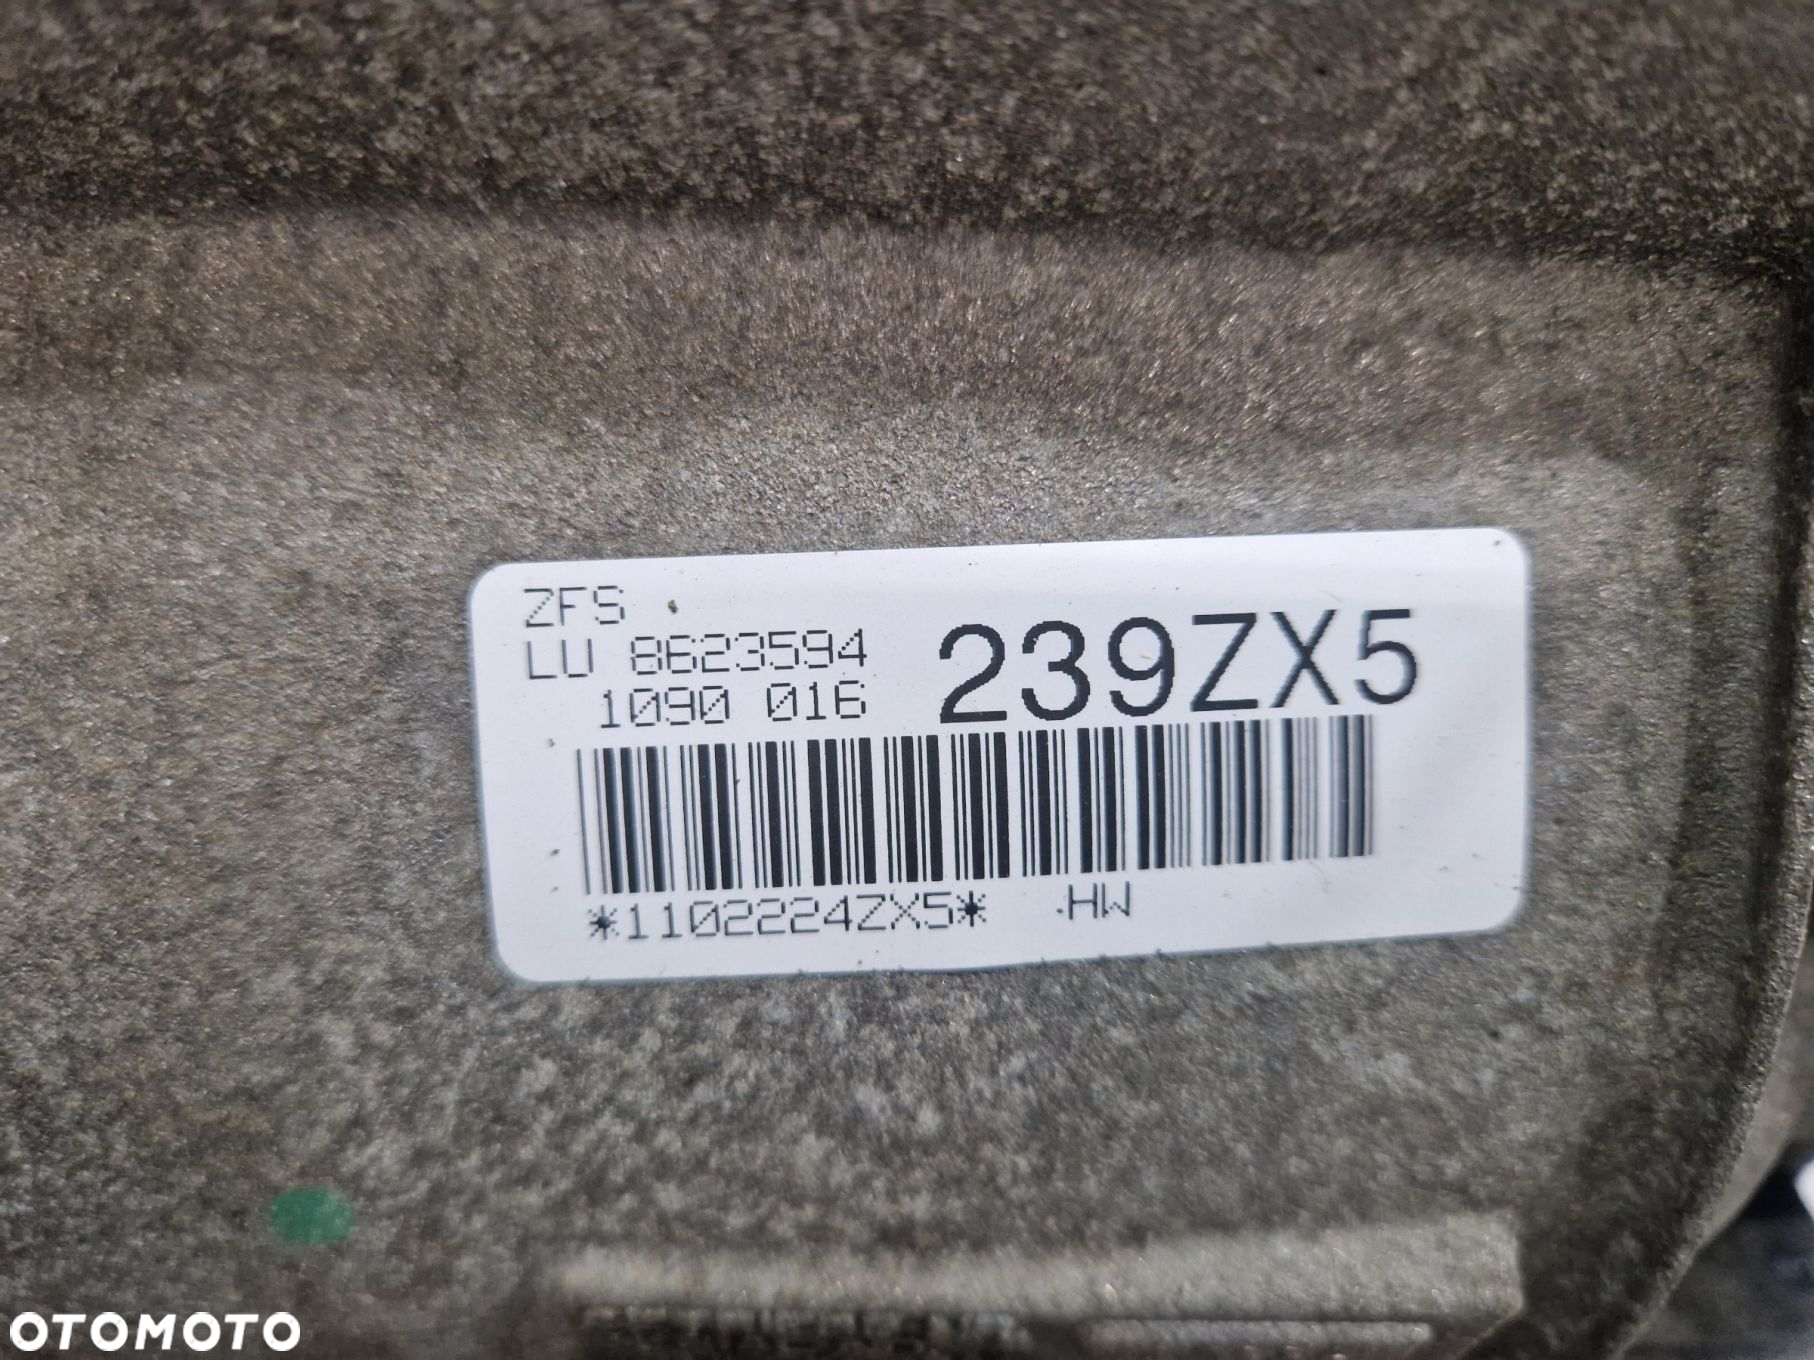 ZFS
LU 8623594
1090 016
239ZX5
*1102224ZX5* HW
OTOMOTO